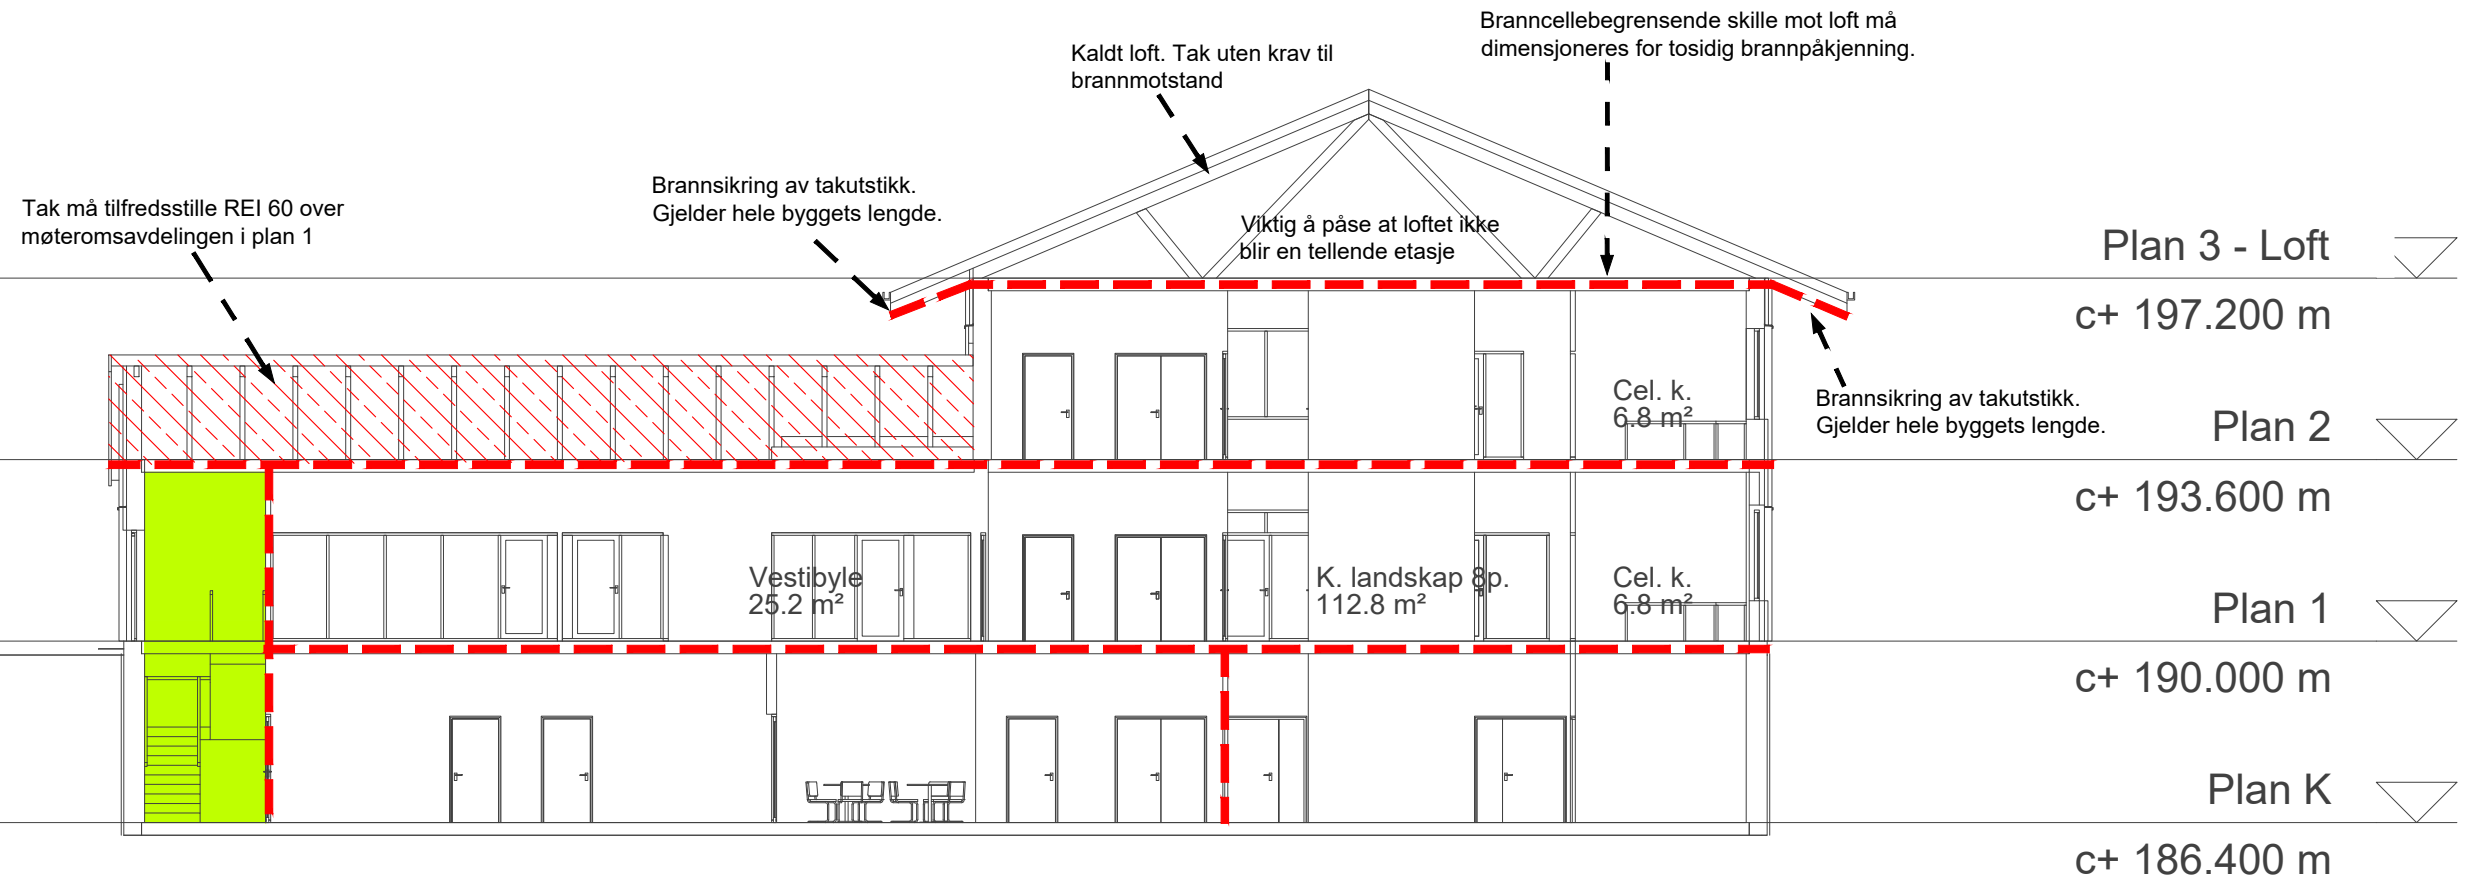 Branncellebegrensende skille mot loft må
dimensjoneres for tosidig brannpåkjenning.
Kaldt loft. Tak uten krav til
brannmotstand
Brannsikring av takutstikk.
Gjelder hele byggets lengde.
Tak må tilfredsstille REI 60 over
møteromsavdelingen i plan 1
Viktig å påse at loftet ikke
blir en tellende etasje
Plan 3 - Loft
c+ 197.200 m
Cel. k.
6.8 m²
Brannsikring av takutstikk.
Gjelder hele byggets lengde.
Plan 2
c+ 193.600 m
Vestibyle
25.2 m²
K. landskap 8p.
112.8 m²
Cel. k.
6.8 m²
Plan 1
c+ 190.000 m
Plan K
c+ 186.400 m